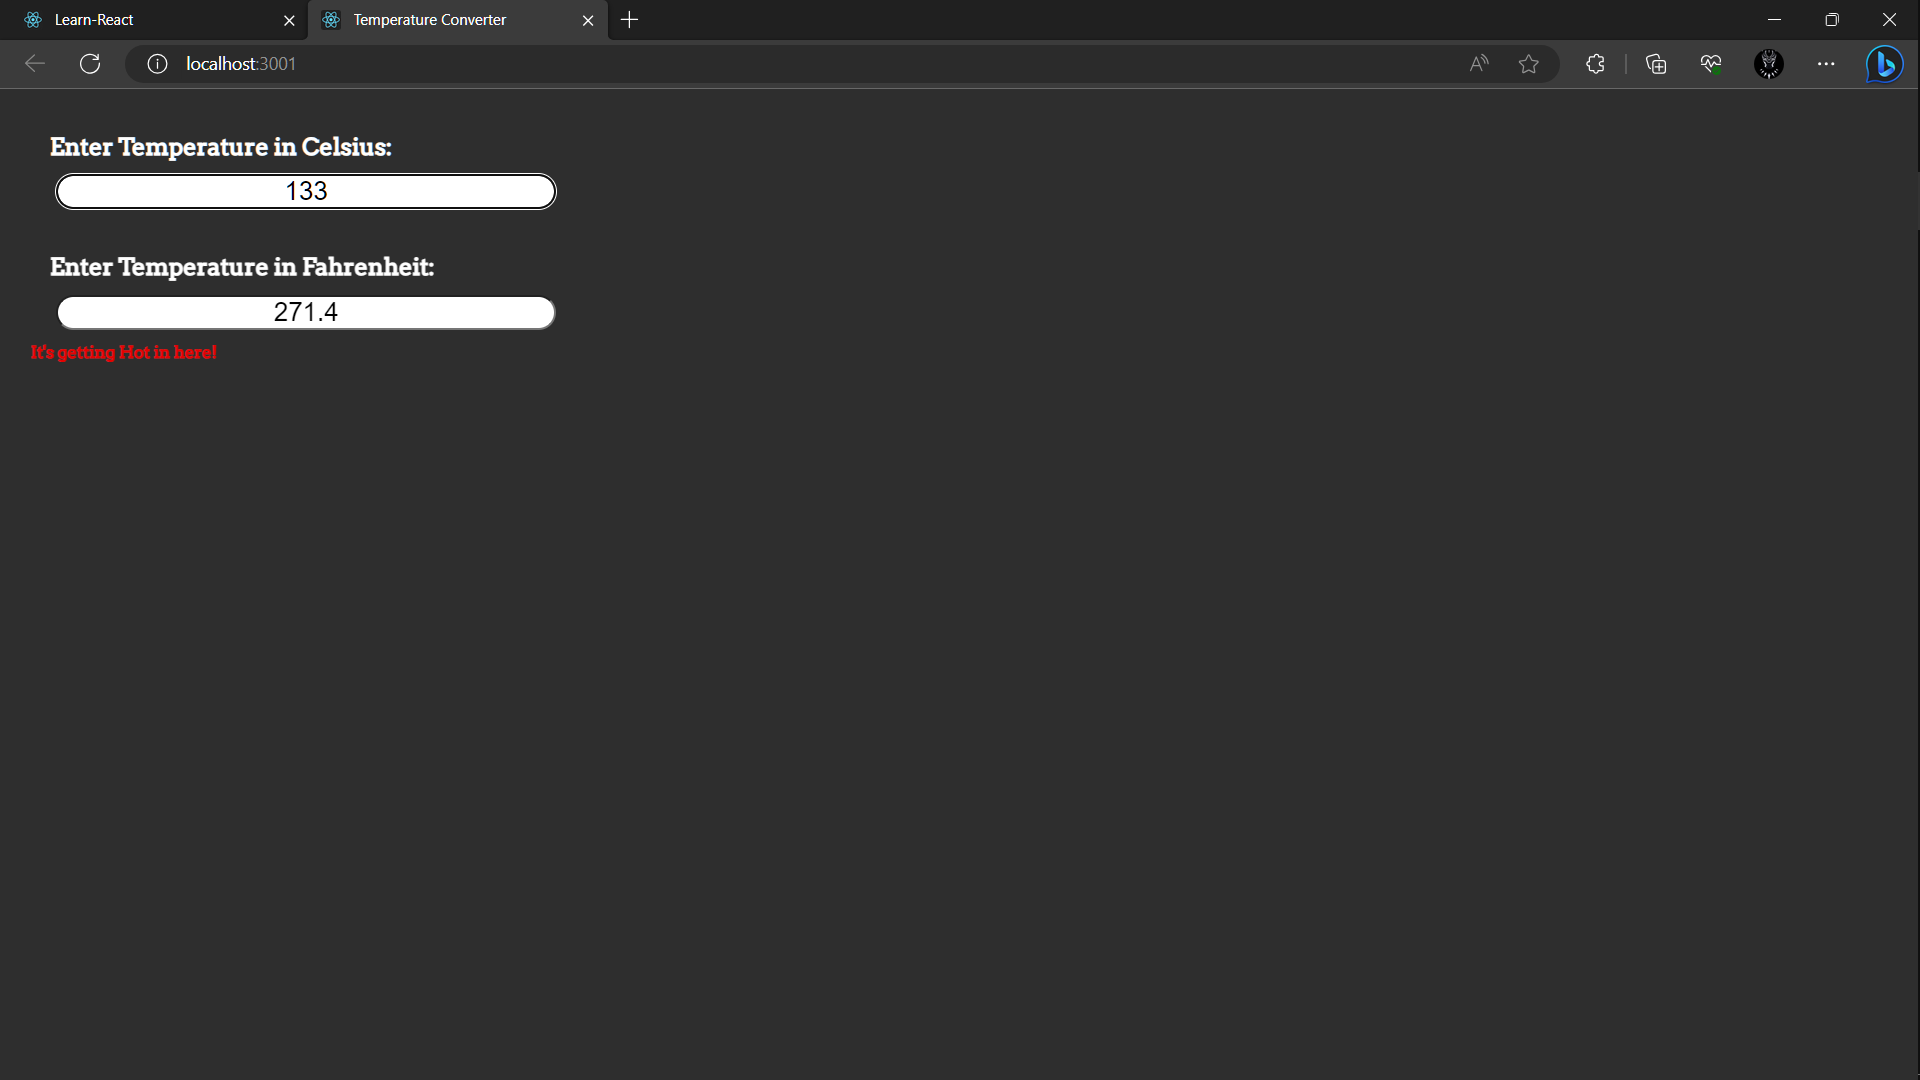 Learn-React
Temperature Converter
localhost:3001
Enter Temperature in Celsius:
133
Enter Temperature in Fahrenheit:
271.4
It's getting Hot in here!